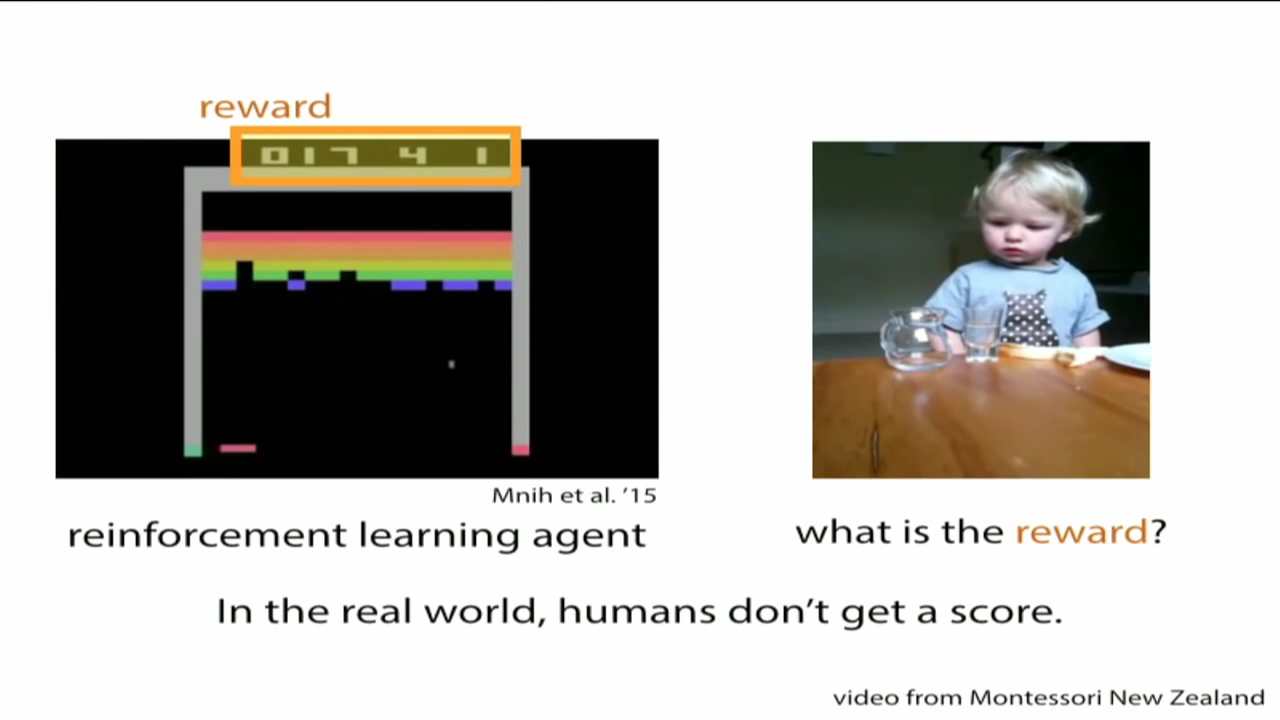 reward
017 4 1
Mnih et al. ’15
reinforcement learning agent
what is the reward?
In the real world, humans don’t get a score.
video from Montessori New Zealand